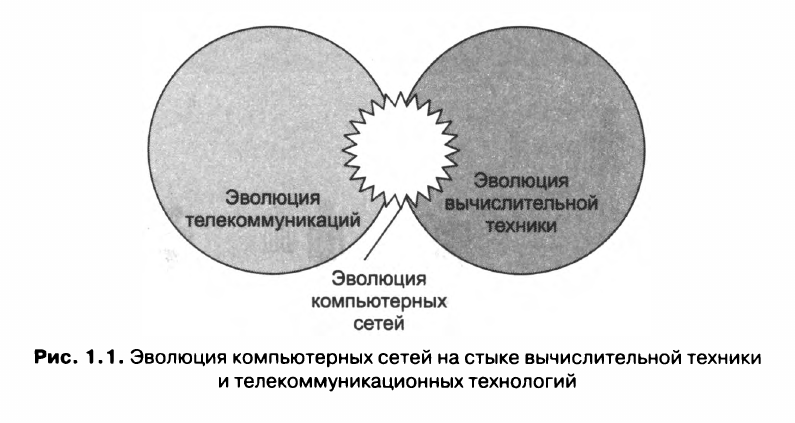 Эволюция
телекоммуникаций
Эволюция
вычислительной
техники
Эволюция
компьютерных
сетей
Рис. 1.1. Эволюция компьютерных сетей на стыке вычислительной техники
и телекоммуникационных технологий